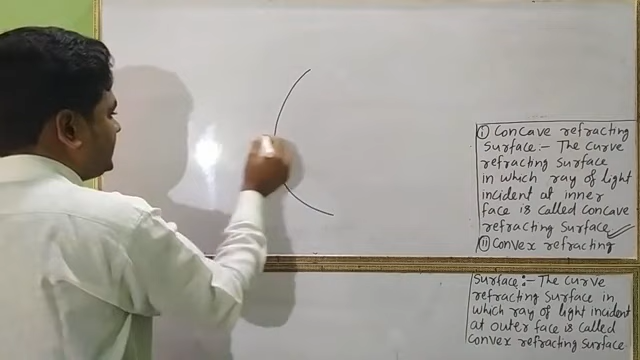 (i) Concave refracting
Surface:- The curve
refracting surface
in which ray of light
incident at inner
face is called concave
refracting surface
(ii) Convex refracting
Surface:- The curve
refracting surface in
which ray of light incident
at outer face is called
Convex refracting surface